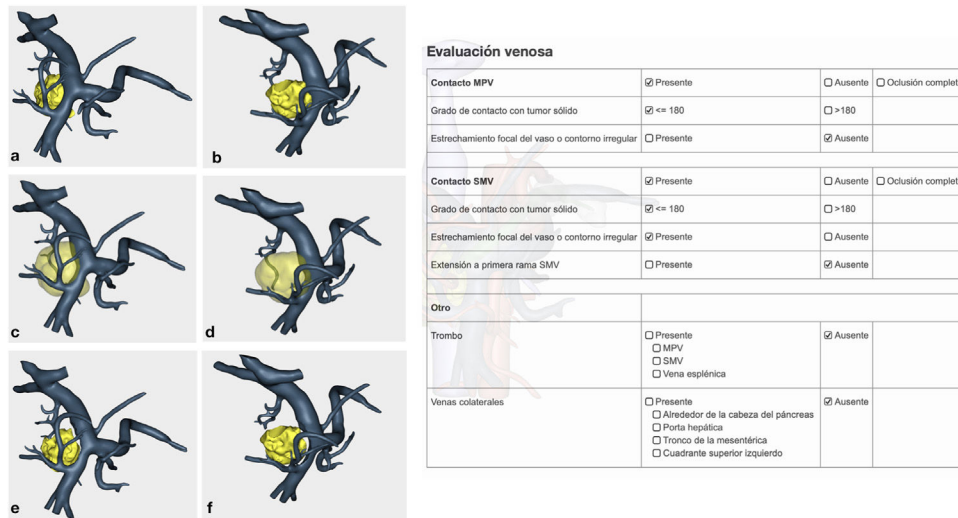 a
b
c
d
e
f
Evaluación venosa
Contacto MPV ☑ Presente ☐ Ausente ☐ Oclusión complet
Grado de contacto con tumor sólido ☑ <= 180 ☐ >180
Estrechamiento focal del vaso o contorno irregular ☐ Presente ☑ Ausente
Contacto SMV ☑ Presente ☐ Ausente ☐ Oclusión complet
Grado de contacto con tumor sólido ☑ <= 180 ☐ >180
Estrechamiento focal del vaso o contorno irregular ☑ Presente ☐ Ausente
Extensión a primera rama SMV ☐ Presente ☑ Ausente
Otro
Trombo ☐ Presente ☑ Ausente
☐ MPV
☐ SMV
☐ Vena esplénica
Venas colaterales ☐ Presente ☑ Ausente
☐ Alrededor de la cabeza del páncreas
☐ Porta hepática
☐ Tronco de la mesentérica
☐ Cuadrante superior izquierdo